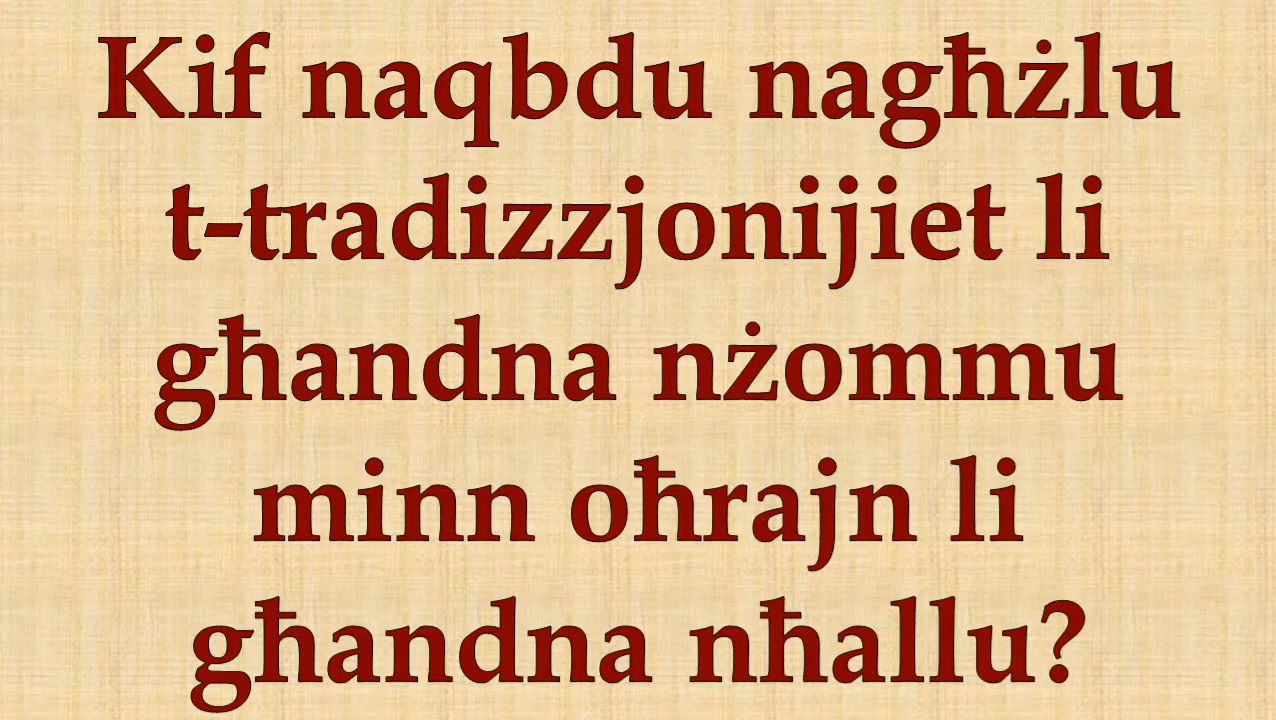 Kif naqbdu nagħżlu
t-tradizzjonijiet li
għandna nżommu
minn oħrajn li
għandna nħallu?